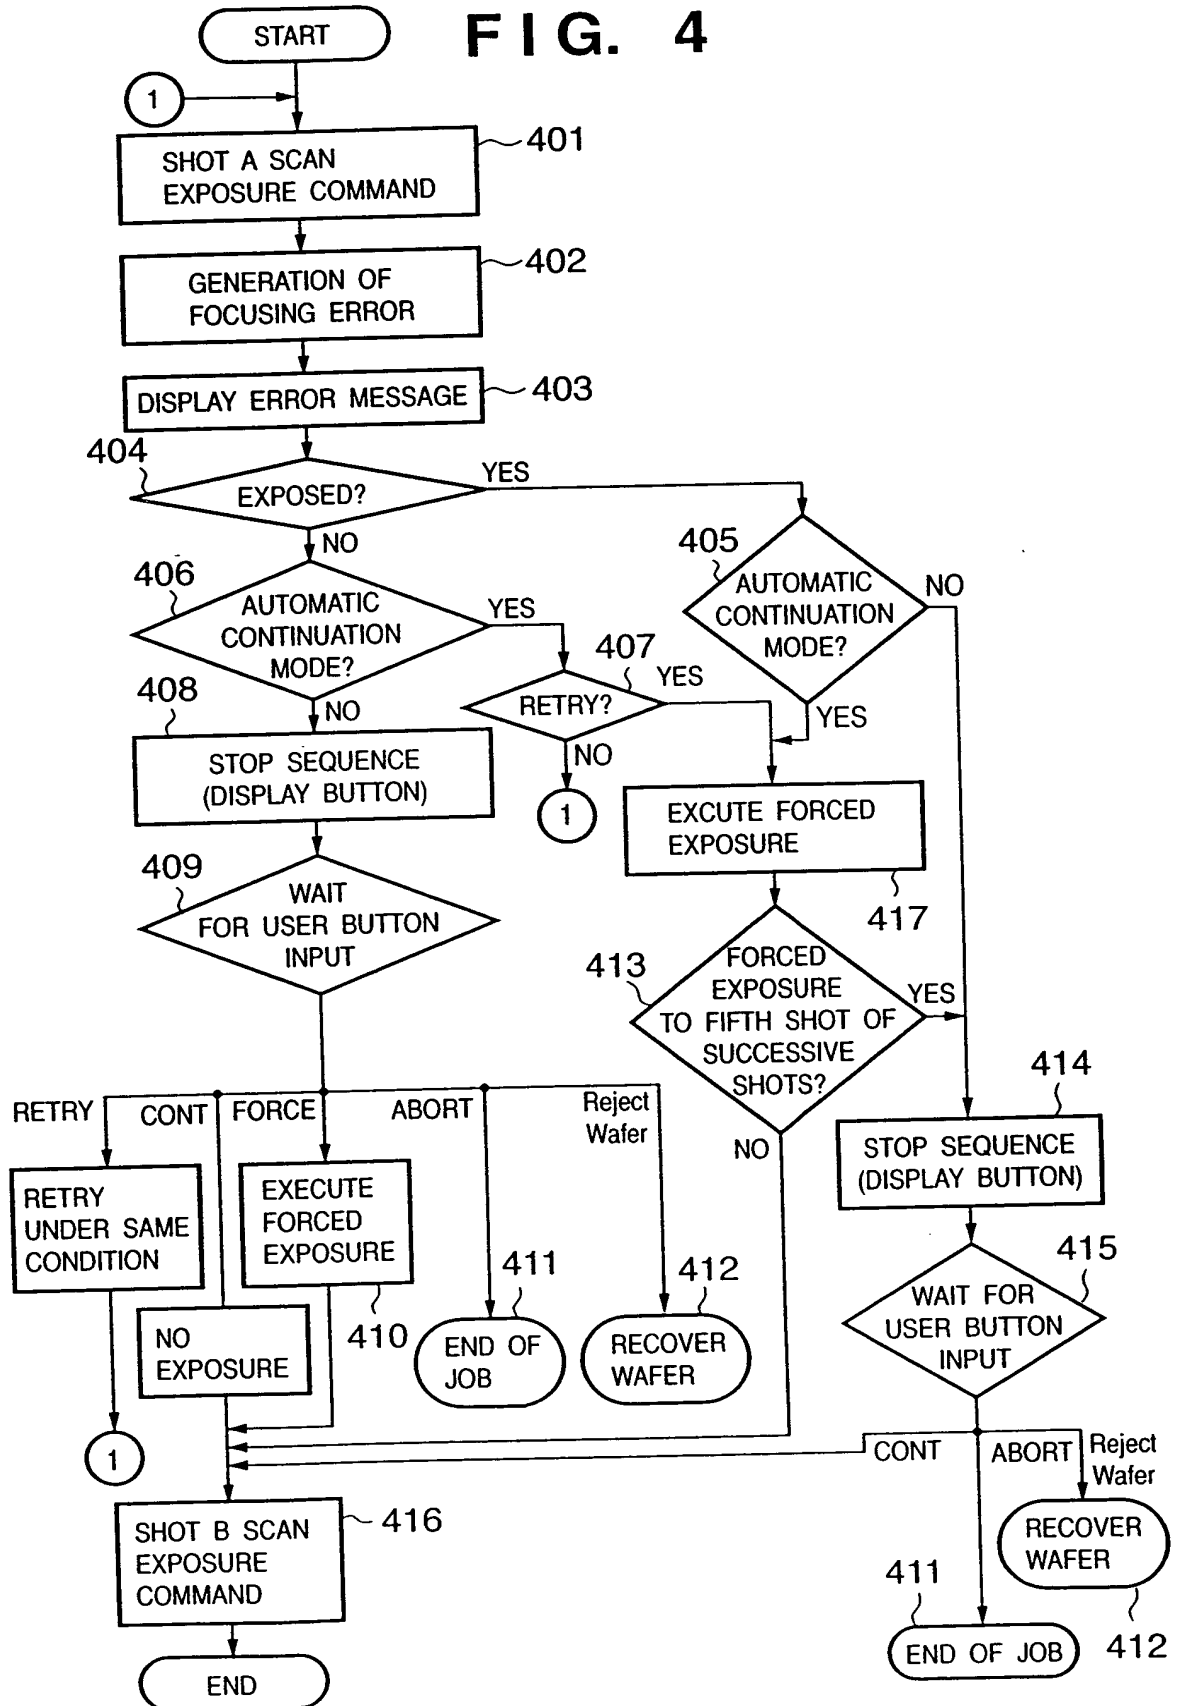 FIG. 4
START
1
SHOT A SCAN
EXPOSURE COMMAND
401
GENERATION OF
FOCUSING ERROR
402
DISPLAY ERROR MESSAGE
403
404
EXPOSED?
YES
NO
405
AUTOMATIC
CONTINUATION
MODE?
NO
YES
406
AUTOMATIC
CONTINUATION
MODE?
YES
NO
407
RETRY?
YES
NO
1
408
STOP SEQUENCE
(DISPLAY BUTTON)
EXCUTE FORCED
EXPOSURE
417
409
WAIT
FOR USER BUTTON
INPUT
413
FORCED
EXPOSURE
TO FIFTH SHOT OF
SUCCESSIVE
SHOTS?
YES
NO
414
STOP SEQUENCE
(DISPLAY BUTTON)
RETRY
CONT
FORCE
ABORT
Reject
Wafer
RETRY
UNDER SAME
CONDITION
EXECUTE
FORCED
EXPOSURE
410
NO
EXPOSURE
411
END OF
JOB
412
RECOVER
WAFER
415
WAIT FOR
USER BUTTON
INPUT
1
CONT
ABORT
Reject
Wafer
SHOT B SCAN
EXPOSURE
COMMAND
416
RECOVER
WAFER
412
411
END OF JOB
END